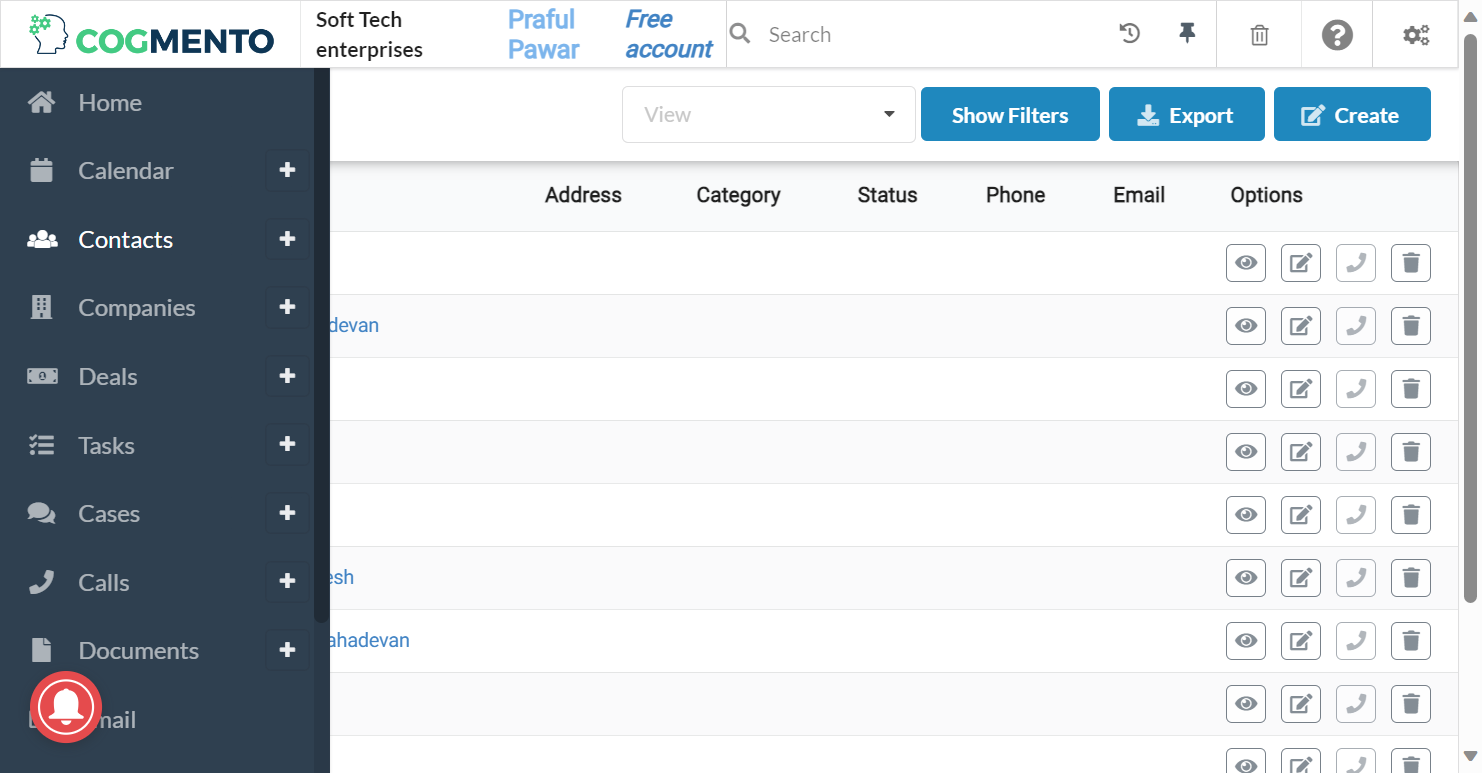 COGMENTO
Soft Tech
enterprises
Praful
Pawar
Free
account
Search
Home
Calendar
Contacts
Companies
Deals
Tasks
Cases
Calls
Documents
mail
View
Show Filters
Export
Create
Address Category Status Phone Email Options
devan
esh
ahadevan